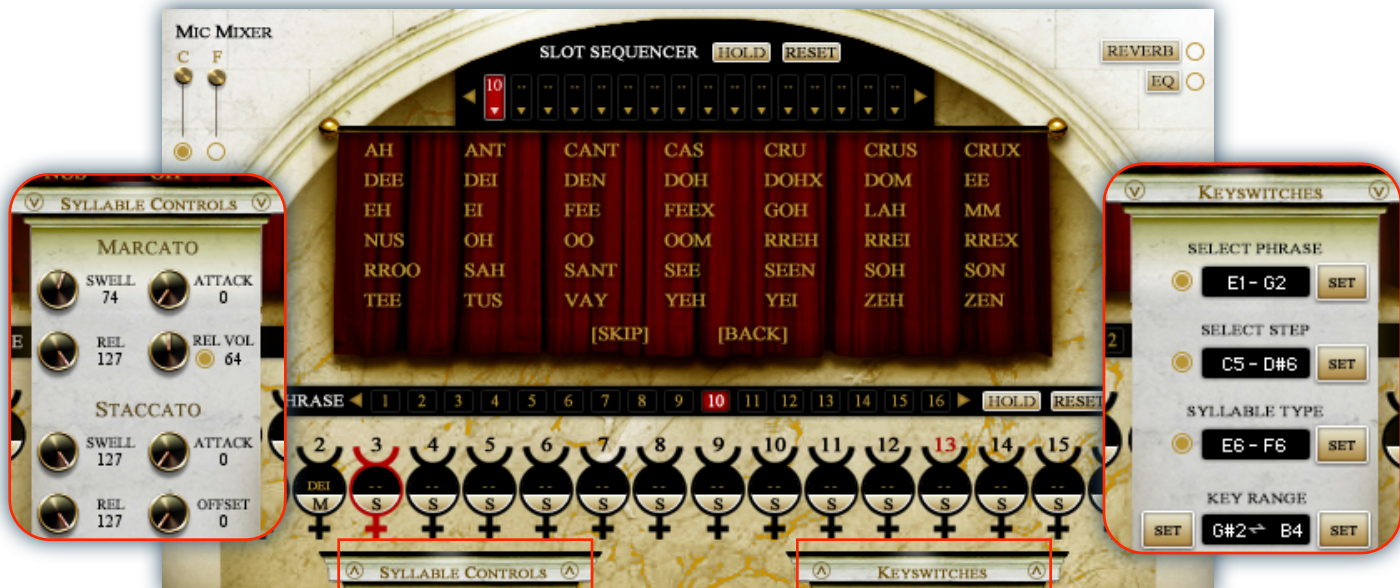 MIC MIXER
C F
SLOT SEQUENCER HOLD RESET
REVERB
EQ
10 -- -- -- -- -- -- -- -- -- -- -- -- -- -- --
AH ANT CANT CAS CRU CRUS CRUX
DEE DEI DEN DOH DOHX DOM EE
EH EI FEE FEEX GOH LAH MM
NUS OH OO OOM RREH RREI RREX
RROO SAH SANT SEE SEEN SOH SON
TEE TUS VAY YEH YEI ZEH ZEN
[SKIP] [BACK]
SYLLABLE CONTROLS
MARCATO
SWELL 74 ATTACK 0
REL 127 REL VOL 64
STACCATO
SWELL 127 ATTACK 0
REL 127 OFFSET 0
KEYSWITCHES
SELECT PHRASE
E1 - G2 SET
SELECT STEP
C5 - D#6 SET
SYLLABLE TYPE
E6 - F6 SET
KEY RANGE
SET G#2 ⇌ B4 SET
HRASE 1 2 3 4 5 6 7 8 9 10 11 12 13 14 15 16 HOLD RESET
2 3 4 5 6 7 8 9 10 11 12 13 14 15
DEI -- -- -- -- -- -- -- -- -- -- -- -- --
M S S S S S S S S S S S S S
SYLLABLE CONTROLS
KEYSWITCHES